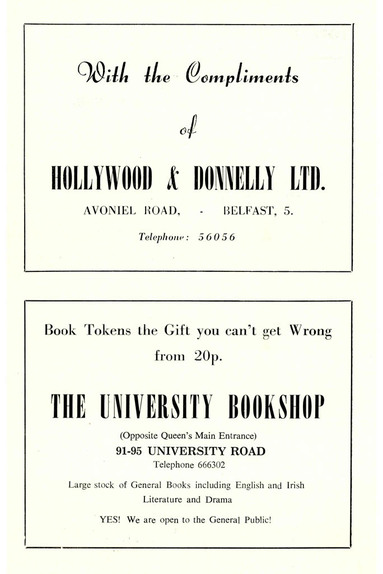 With the Compliments
of
HOLLYWOOD & DONNELLY LTD.
AVONIEL ROAD, - BELFAST, 5.
Telephone: 56056
Book Tokens the Gift you can't get Wrong
from 20p.
THE UNIVERSITY BOOKSHOP
(Opposite Queen's Main Entrance)
91-95 UNIVERSITY ROAD
Telephone 666302
Large stock of General Books including English and Irish
Literature and Drama
YES! We are open to the General Public!